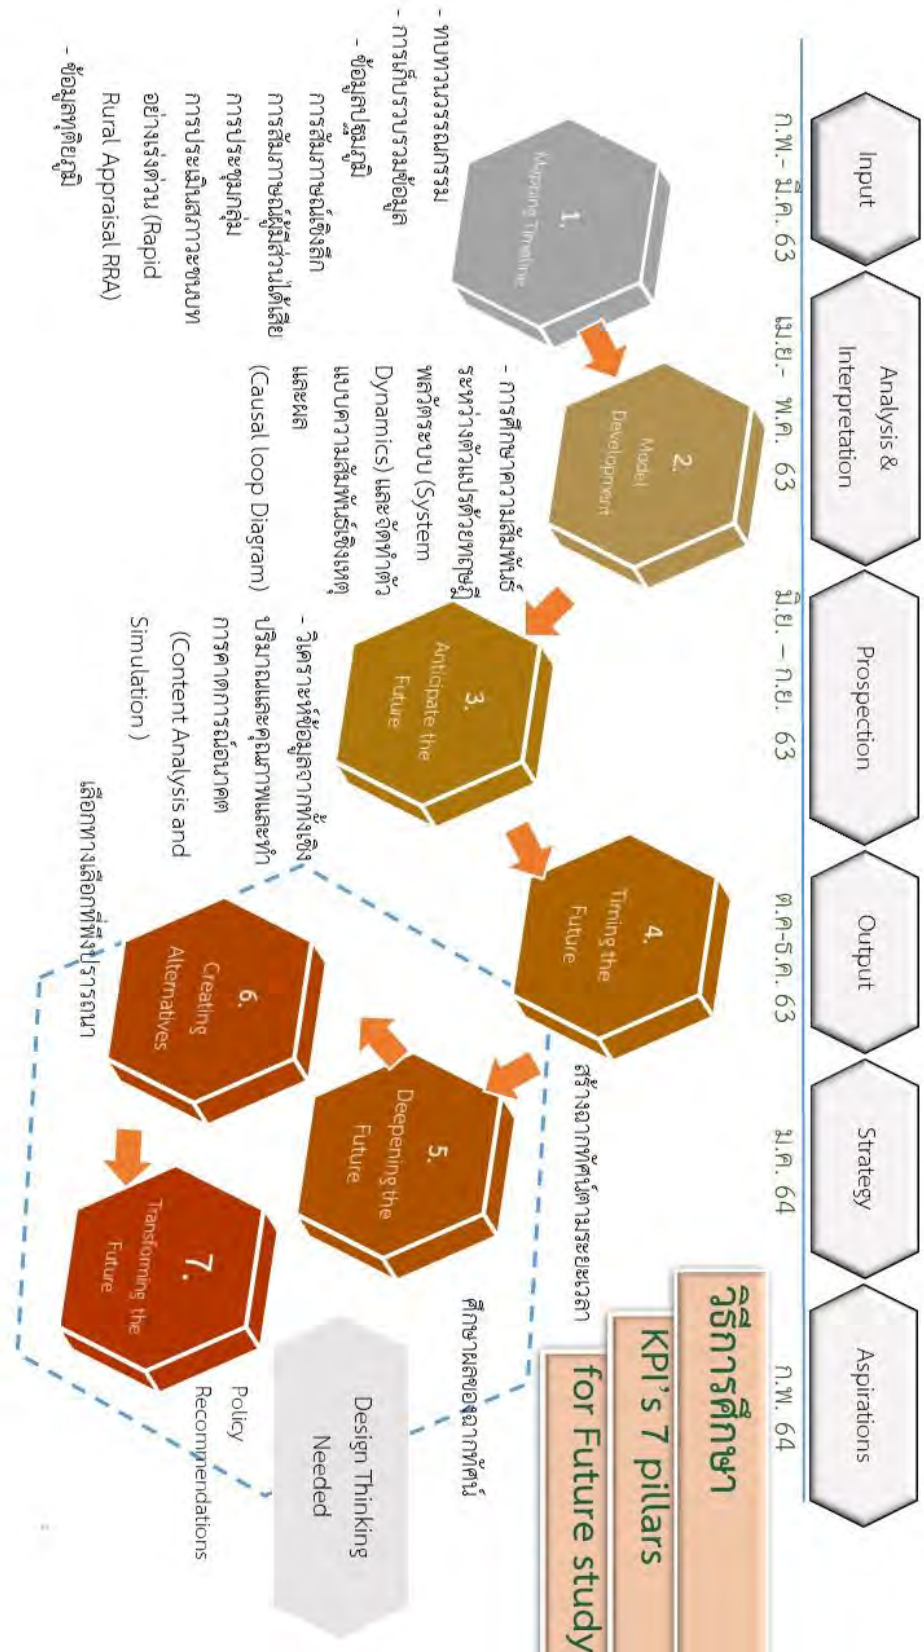 Input
Analysis &
Interpretation
Prospection
Output
Strategy
Aspirations
ก.พ.- มี.ค. 63
เม.ย.- พ.ค. 63
มิ.ย. – ก.ย. 63
ต.ค-ธ.ค. 63
ม.ค. 64
ก.พ. 64
วิธีการศึกษา
KPI's 7 pillars
for Future study
1.
Mapping Timeline
- ทบทวนวรรณกรรม
- การเก็บรวบรวมข้อมูล
- ข้อมูลปฐมภูมิ
การสัมภาษณ์เชิงลึก
การสัมภาษณ์ผู้มีส่วนได้เสีย
การประชุมกลุ่ม
การประเมินสภาวะชนบท
อย่างเร่งด่วน (Rapid
Rural Appraisal RRA)
- ข้อมูลทุติยภูมิ
2.
Model
Development
- การศึกษาความสัมพันธ์
ระหว่างตัวแปรด้วยทฤษฎี
พลวัตระบบ (System
Dynamics) และจัดทำตัว
แบบความสัมพันธ์เชิงเหตุ
และผล
(Causal loop Diagram)
3.
Anticipate the
Future
- วิเคราะห์ข้อมูลจากทั้งเชิง
ปริมาณและคุณภาพและทำ
การคาดการณ์อนาคต
(Content Analysis and
Simulation )
4.
Timing the
Future
สร้างฉากทัศน์ตามระยะเวลา
5.
Deepening the
Future
ศึกษาผลของฉากทัศน์
6.
Creating
Alternatives
เลือกทางเลือกที่พึงปรารถนา
7.
Transforming the
Future
Policy
Recommendations
Design Thinking
Needed